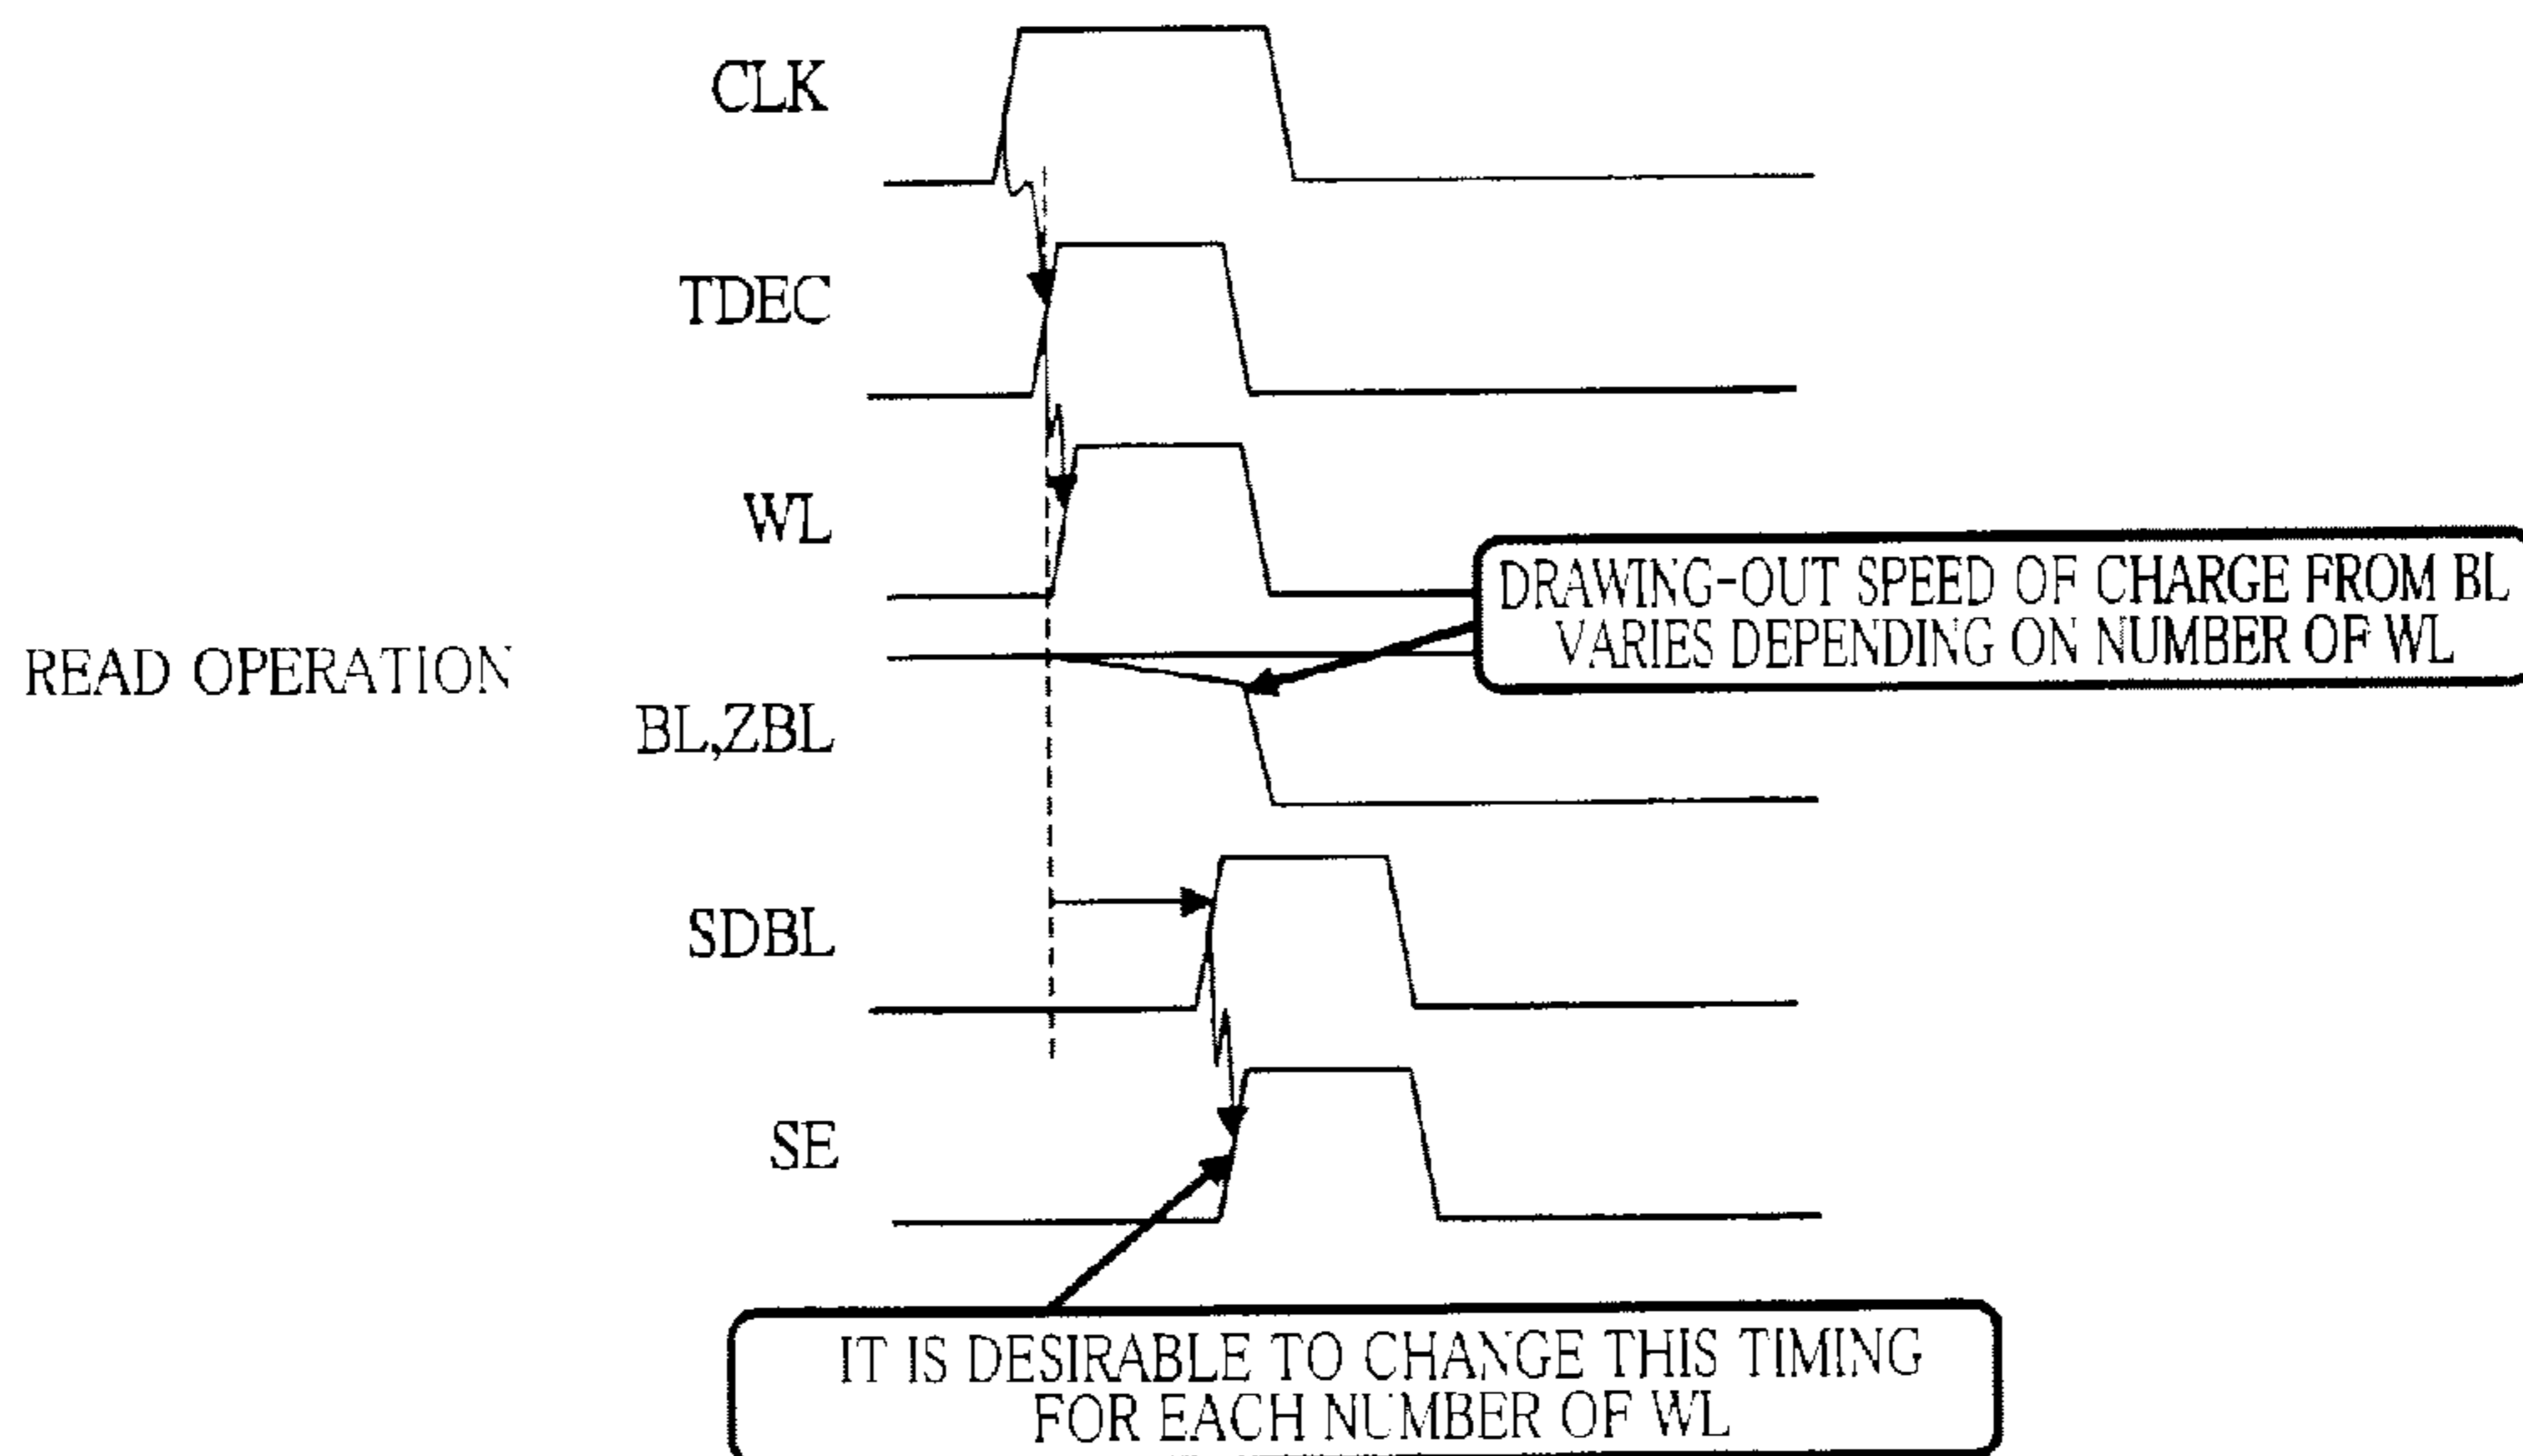 CLK
TDEC
WL
DRAWING-OUT SPEED OF CHARGE FROM BL
VARIES DEPENDING ON NUMBER OF WL
READ OPERATION
BL,ZBL
SDBL
SE
IT IS DESIRABLE TO CHANGE THIS TIMING
FOR EACH NUMBER OF WL